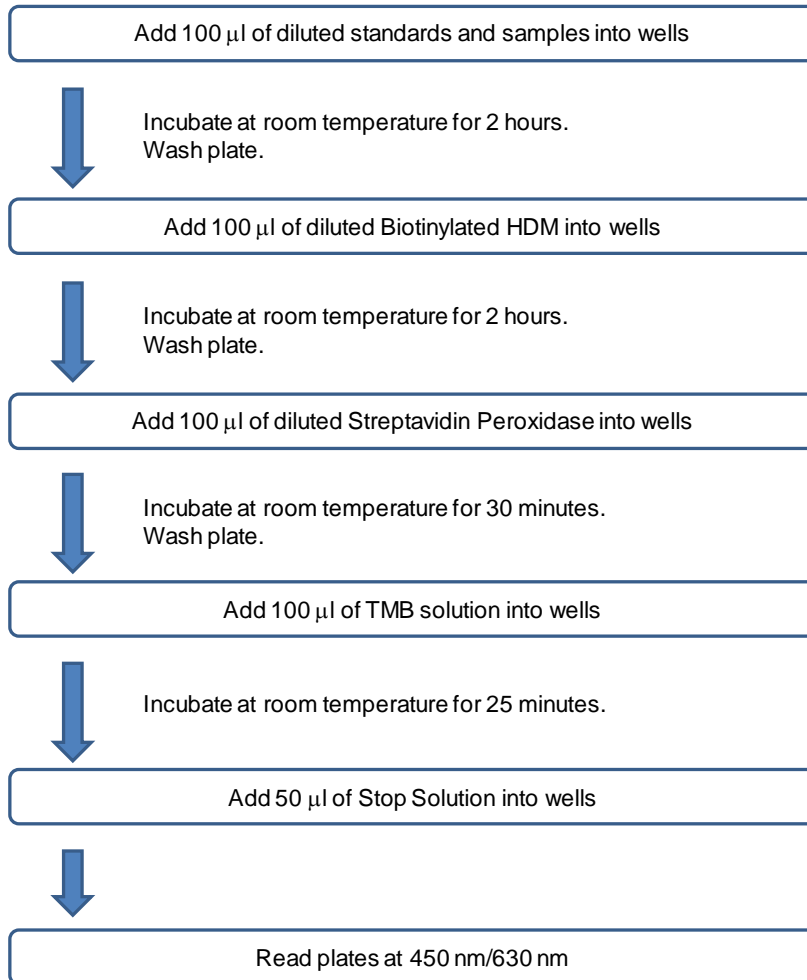 Add 100 μl of diluted standards and samples into wells
Incubate at room temperature for 2 hours.
Wash plate.
Add 100 μl of diluted Biotinylated HDM into wells
Incubate at room temperature for 2 hours.
Wash plate.
Add 100 μl of diluted Streptavidin Peroxidase into wells
Incubate at room temperature for 30 minutes.
Wash plate.
Add 100 μl of TMB solution into wells
Incubate at room temperature for 25 minutes.
Add 50 μl of Stop Solution into wells
Read plates at 450 nm/630 nm